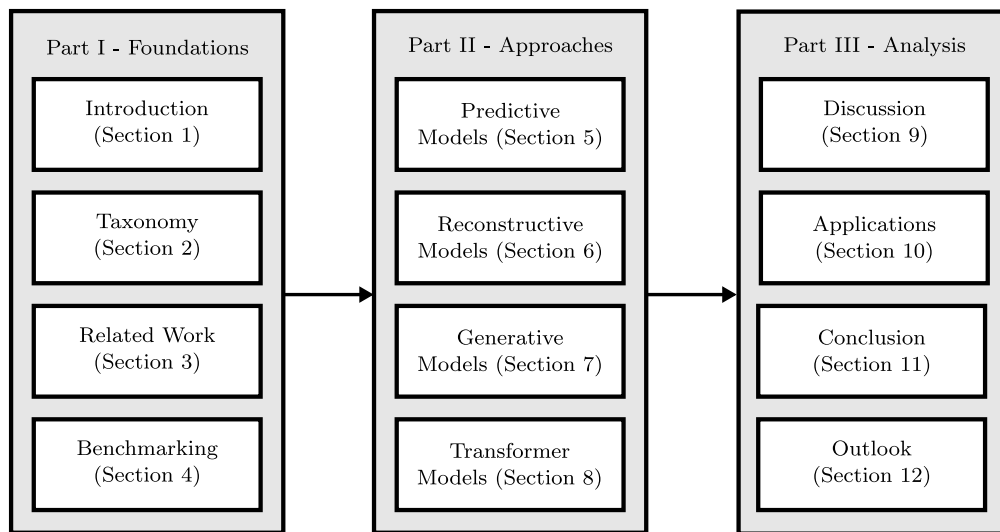 Part I - Foundations
Introduction
(Section 1)
Taxonomy
(Section 2)
Related Work
(Section 3)
Benchmarking
(Section 4)
Part II - Approaches
Predictive
Models (Section 5)
Reconstructive
Models (Section 6)
Generative
Models (Section 7)
Transformer
Models (Section 8)
Part III - Analysis
Discussion
(Section 9)
Applications
(Section 10)
Conclusion
(Section 11)
Outlook
(Section 12)